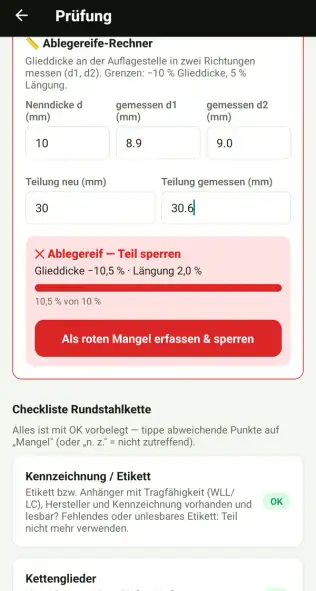 Prüfung
Ablegereife-Rechner
Glieddicke an der Auflagestelle in zwei Richtungen
messen (d1, d2). Grenzen: −10 % Glieddicke, 5 %
Längung.
Nenndicke d (mm)
gemessen d1 (mm)
gemessen d2 (mm)
10
8.9
9.0
Teilung neu (mm)
Teilung gemessen (mm)
30
30.6
Ablegereif — Teil sperren
Glieddicke −10,5 % · Längung 2,0 %
10,5 % von 10 %
Als roten Mangel erfassen & sperren
Checkliste Rundstahlkette
Alles ist mit OK vorbelegt — tippe abweichende Punkte auf
„Mangel" (oder „n. z." = nicht zutreffend).
Kennzeichnung / Etikett
Etikett bzw. Anhänger mit Tragfähigkeit (WLL/
LC), Hersteller und Kennzeichnung vorhanden und
lesbar? Fehlendes oder unlesbares Etikett: Teil
nicht mehr verwenden.
OK
Kettenglieder